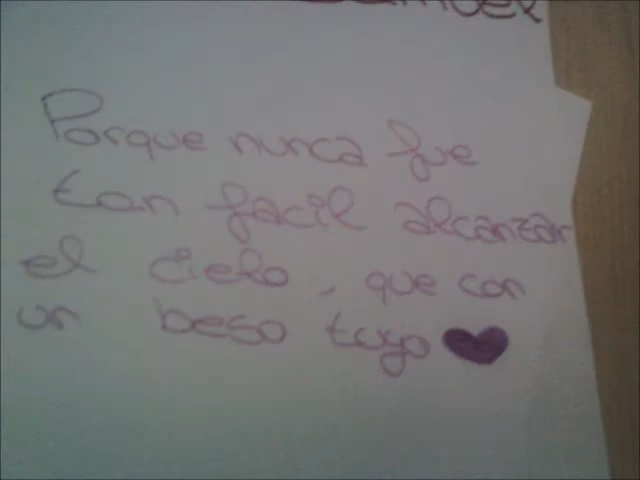 Porque nunca fue
tan facil alcanzar
el cielo, que con
un beso tuyo